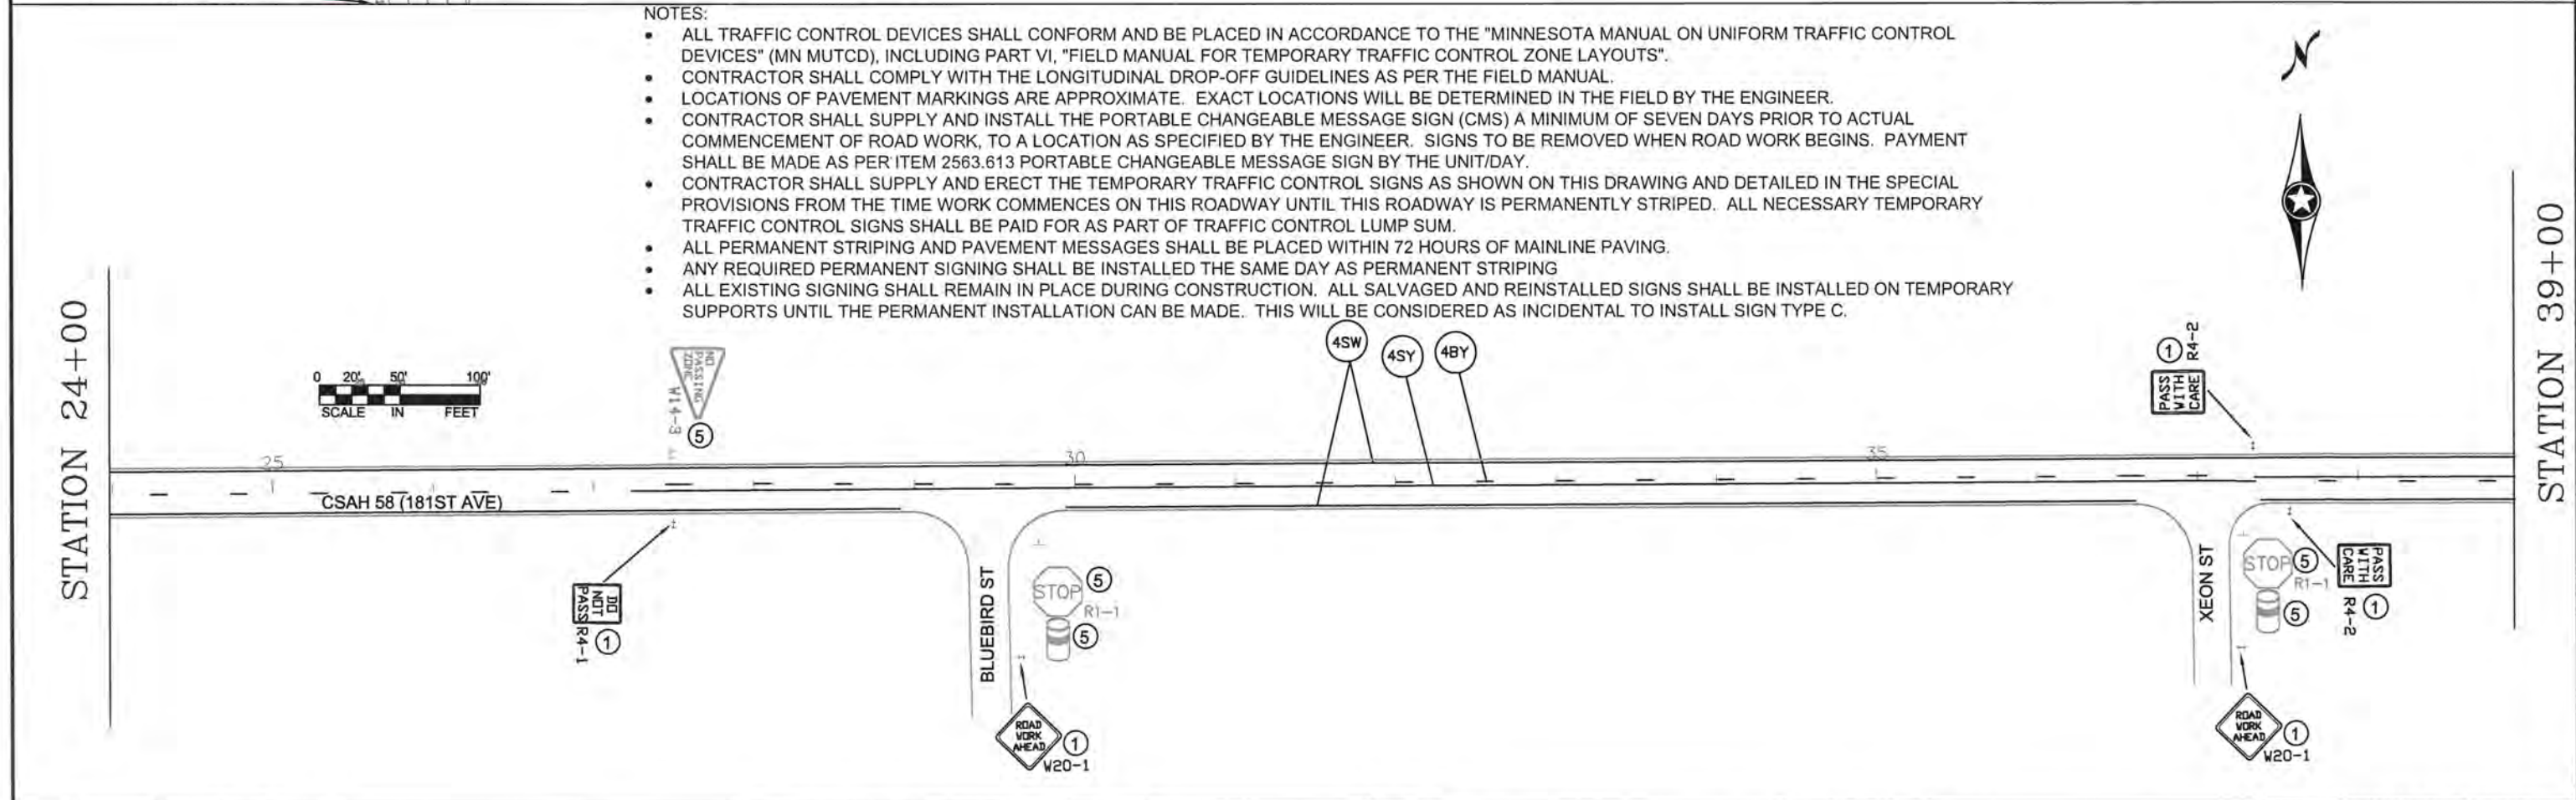 NOTES:
• ALL TRAFFIC CONTROL DEVICES SHALL CONFORM AND BE PLACED IN ACCORDANCE TO THE "MINNESOTA MANUAL ON UNIFORM TRAFFIC CONTROL
DEVICES" (MN MUTCD), INCLUDING PART VI, "FIELD MANUAL FOR TEMPORARY TRAFFIC CONTROL ZONE LAYOUTS".
• CONTRACTOR SHALL COMPLY WITH THE LONGITUDINAL DROP-OFF GUIDELINES AS PER THE FIELD MANUAL.
• LOCATIONS OF PAVEMENT MARKINGS ARE APPROXIMATE. EXACT LOCATIONS WILL BE DETERMINED IN THE FIELD BY THE ENGINEER.
• CONTRACTOR SHALL SUPPLY AND INSTALL THE PORTABLE CHANGEABLE MESSAGE SIGN (CMS) A MINIMUM OF SEVEN DAYS PRIOR TO ACTUAL
COMMENCEMENT OF ROAD WORK, TO A LOCATION AS SPECIFIED BY THE ENGINEER. SIGNS TO BE REMOVED WHEN ROAD WORK BEGINS. PAYMENT
SHALL BE MADE AS PER ITEM 2563.613 PORTABLE CHANGEABLE MESSAGE SIGN BY THE UNIT/DAY.
• CONTRACTOR SHALL SUPPLY AND ERECT THE TEMPORARY TRAFFIC CONTROL SIGNS AS SHOWN ON THIS DRAWING AND DETAILED IN THE SPECIAL
PROVISIONS FROM THE TIME WORK COMMENCES ON THIS ROADWAY UNTIL THIS ROADWAY IS PERMANENTLY STRIPED. ALL NECESSARY TEMPORARY
TRAFFIC CONTROL SIGNS SHALL BE PAID FOR AS PART OF TRAFFIC CONTROL LUMP SUM.
• ALL PERMANENT STRIPING AND PAVEMENT MESSAGES SHALL BE PLACED WITHIN 72 HOURS OF MAINLINE PAVING.
• ANY REQUIRED PERMANENT SIGNING SHALL BE INSTALLED THE SAME DAY AS PERMANENT STRIPING
• ALL EXISTING SIGNING SHALL REMAIN IN PLACE DURING CONSTRUCTION. ALL SALVAGED AND REINSTALLED SIGNS SHALL BE INSTALLED ON TEMPORARY
SUPPORTS UNTIL THE PERMANENT INSTALLATION CAN BE MADE. THIS WILL BE CONSIDERED AS INCIDENTAL TO INSTALL SIGN TYPE C.
N
STATION 24+00
STATION 39+00
0 20' 50' 100'
SCALE IN FEET
NO
PASSING
ZONE
W14-3
5
4SW
4SY
4BY
1
R4-2
PASS
WITH
CARE
25
30
35
CSAH 58 (181ST AVE)
DO
NOT
PASS
R4-1
1
BLUEBIRD ST
STOP
5
R1-1
5
ROAD
WORK
AHEAD
1
W20-1
XEON ST
STOP
5
R1-1
5
PASS
WITH
CARE
R4-2
1
ROAD
WORK
AHEAD
1
W20-1